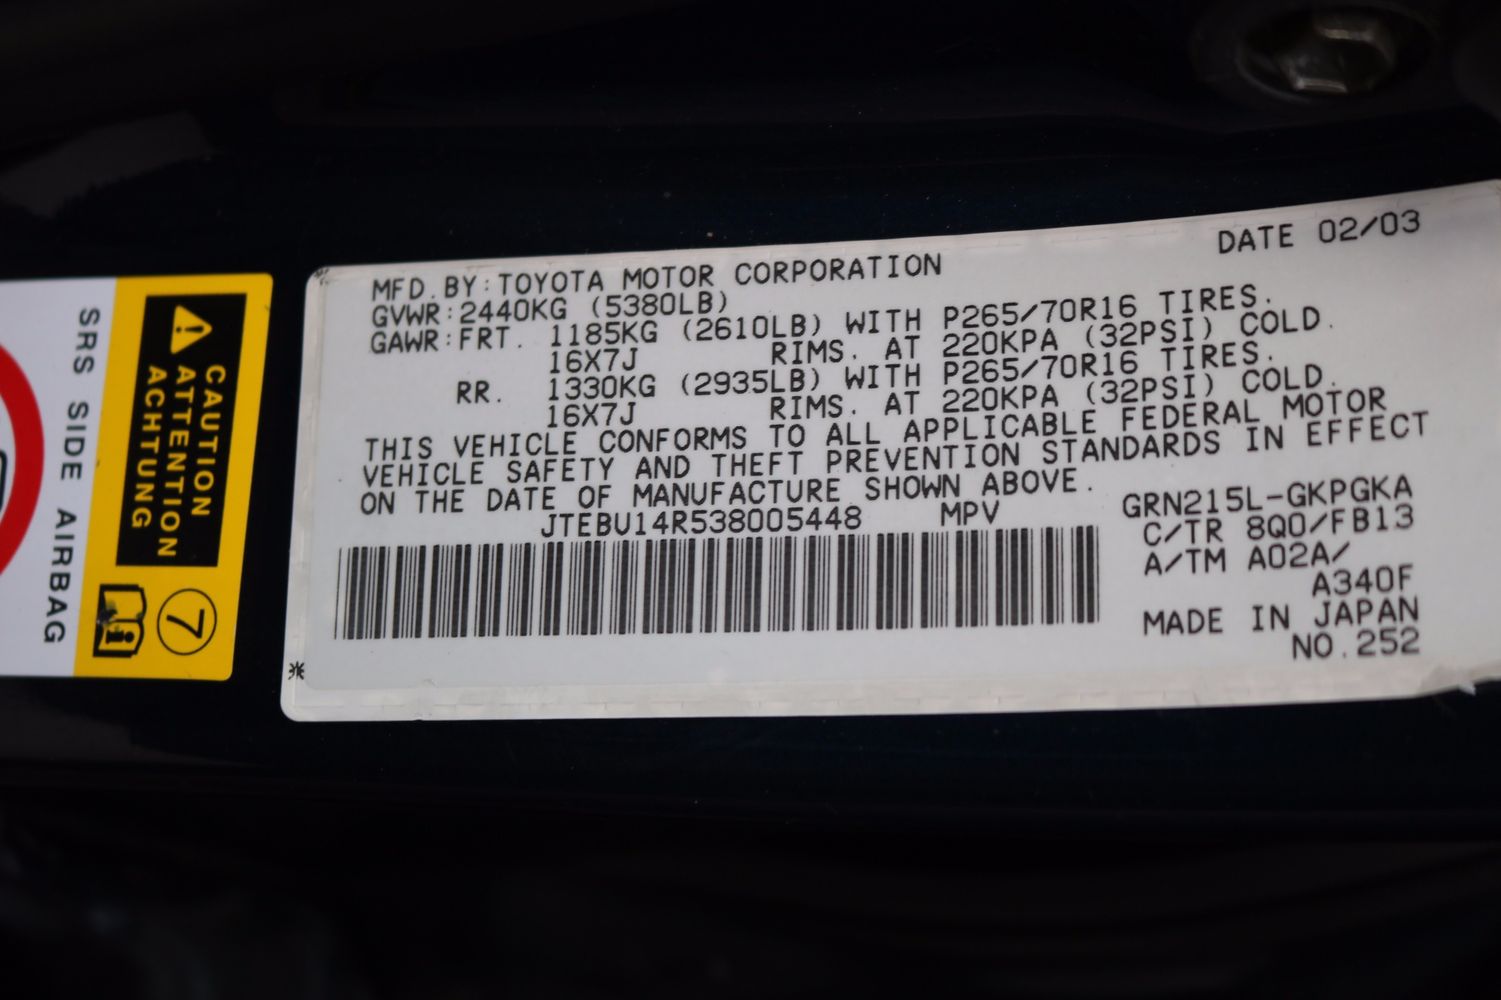 DATE 02/03
MFD.BY:TOYOTA MOTOR CORPORATION
GVWR:2440KG (5380LB)
GAWR:FRT. 1185KG (2610LB) WITH P265/70R16 TIRES.
16X7J RIMS. AT 220KPA (32PSI) COLD.
RR. 1330KG (2935LB) WITH P265/70R16 TIRES.
16X7J RIMS. AT 220KPA (32PSI) COLD.
THIS VEHICLE CONFORMS TO ALL APPLICABLE FEDERAL MOTOR
VEHICLE SAFETY AND THEFT PREVENTION STANDARDS IN EFFECT
ON THE DATE OF MANUFACTURE SHOWN ABOVE.
JTEBU14R538005448 MPV
GRN215L-GKPGKA
C/TR 8Q0/FB13
A/TM A02A/
A340F
MADE IN JAPAN
NO.252
CAUTION
ATTENTION
ACHTUNG
7
SRS SIDE AIRBAG